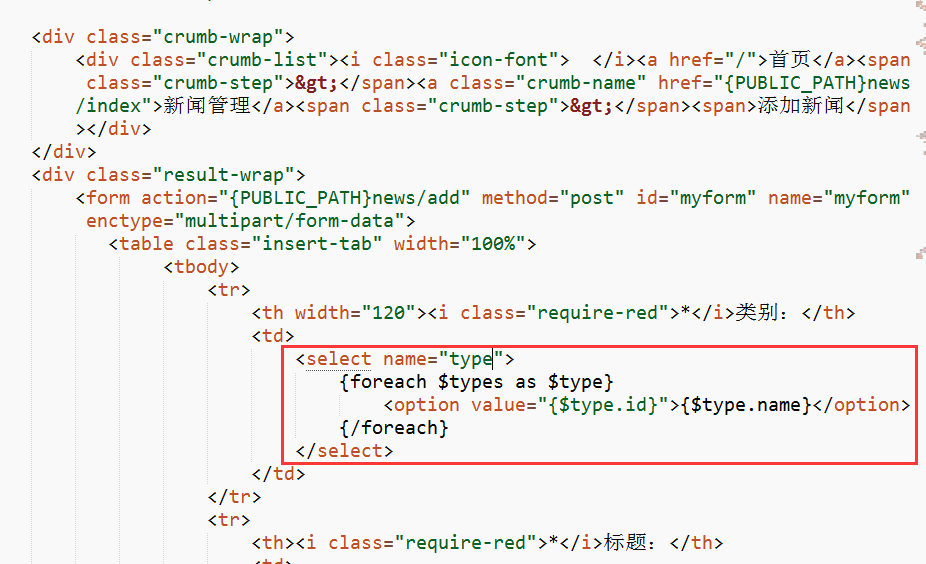 <div class="crumb-wrap">
<div class="crumb-list"><i class="icon-font">  </i><a href="/">首页</a><span
class="crumb-step">&gt;</span><a class="crumb-name" href="{PUBLIC_PATH}news
/index">新闻管理</a><span class="crumb-step">&gt;</span><span>添加新闻</span
></div>
</div>
<div class="result-wrap">
<form action="{PUBLIC_PATH}news/add" method="post" id="myform" name="myform"
enctype="multipart/form-data">
<table class="insert-tab" width="100%">
<tbody>
<tr>
<th width="120"><i class="require-red">*</i>类别：</th>
<td>
<select name="type">
{foreach $types as $type}
<option value="{$type.id}">{$type.name}</option>
{/foreach}
</select>
</td>
</tr>
<tr>
<th><i class="require-red">*</i>标题：</th>